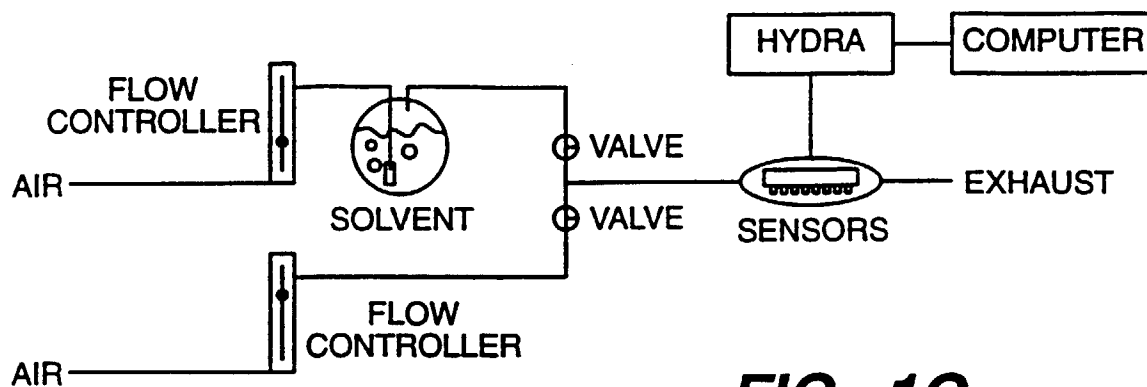 HYDRA
COMPUTER
FLOW
CONTROLLER
VALVE
AIR
EXHAUST
SOLVENT
VALVE
SENSORS
FLOW
CONTROLLER
AIR